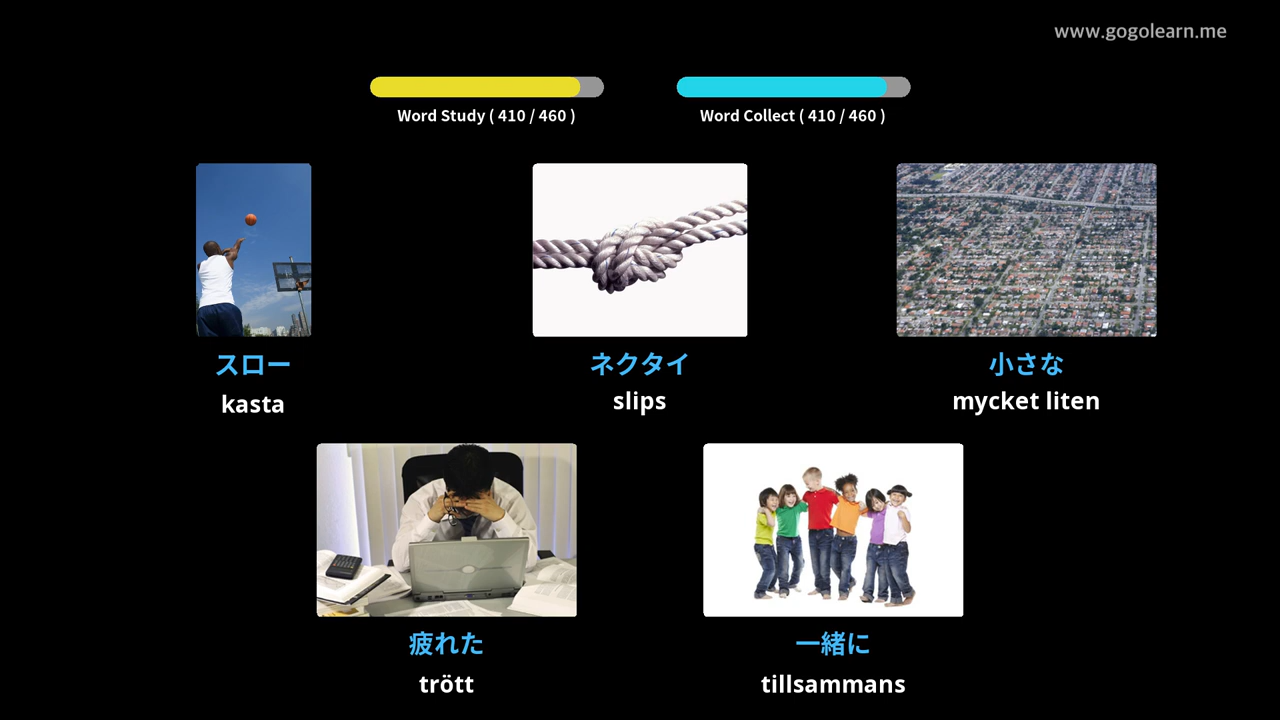 www.gogolearn.me
Word Study ( 410 / 460 )
Word Collect ( 410 / 460 )
スロー
kasta
ネクタイ
slips
小さな
mycket liten
疲れた
trött
一緒に
tillsammans